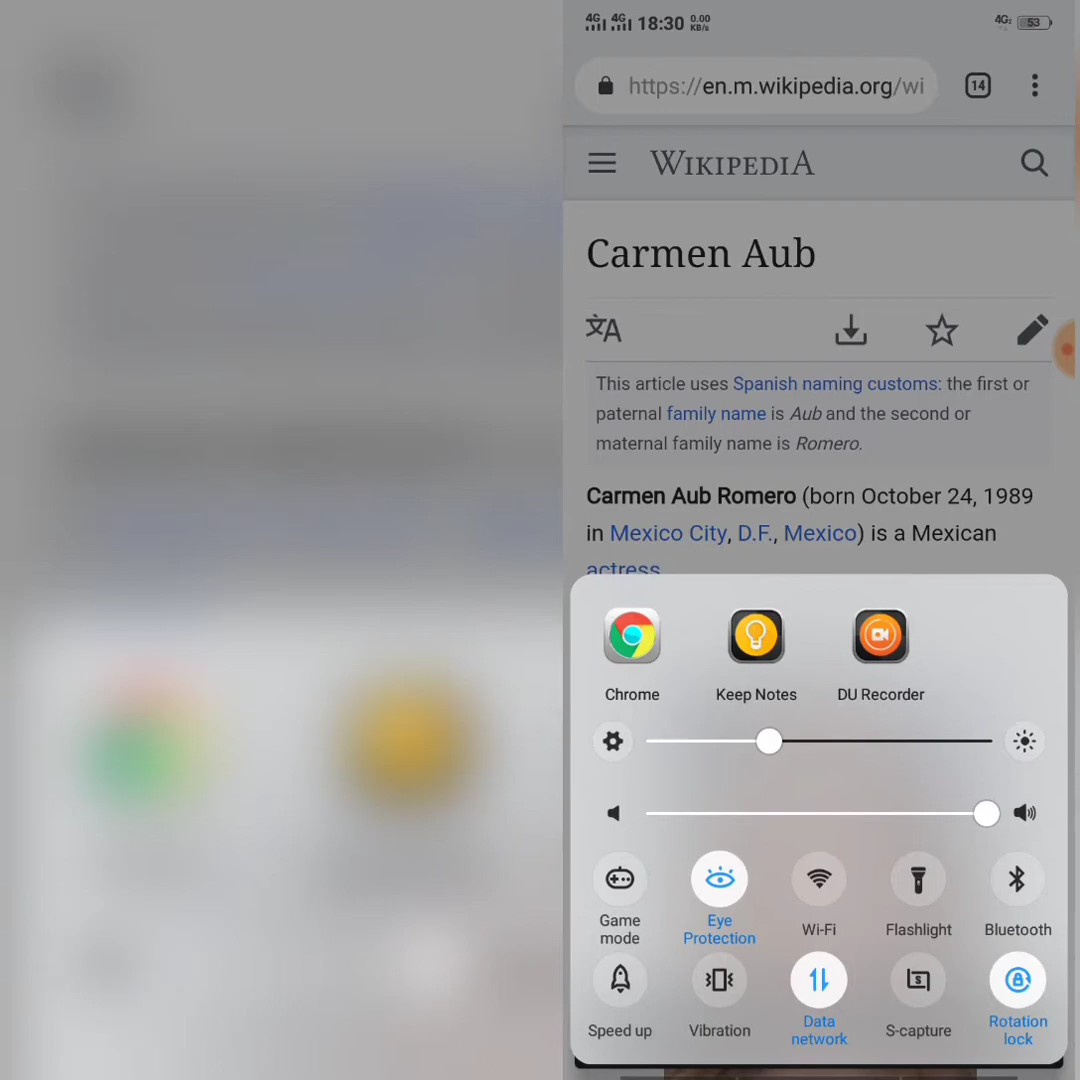 4G 4G 18:30 0.00 KB/s 4G2 53
https://en.m.wikipedia.org/wi 14
WIKIPEDIA
Carmen Aub
文A
This article uses Spanish naming customs: the first or
paternal family name is Aub and the second or
maternal family name is Romero.
Carmen Aub Romero (born October 24, 1989
in Mexico City, D.F., Mexico) is a Mexican
actress
Chrome Keep Notes DU Recorder
Game mode Eye Protection Wi-Fi Flashlight Bluetooth
S
Speed up Vibration Data network S-capture Rotation lock